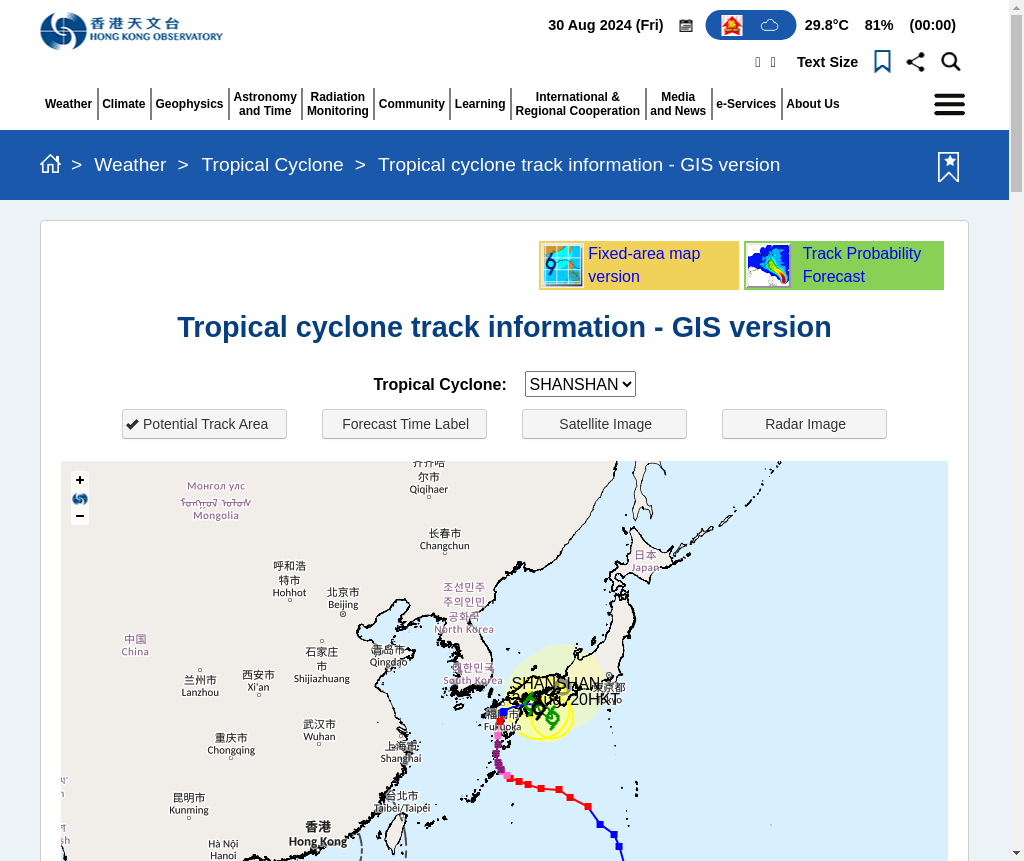 香港天文台
HONG KONG OBSERVATORY
30 Aug 2024 (Fri)
29.8°C 81% (00:00)
Text Size
Weather
Climate
Geophysics
Astronomy
and Time
Radiation
Monitoring
Community
Learning
International &
Regional Cooperation
Media
and News
e-Services
About Us
> Weather > Tropical Cyclone > Tropical cyclone track information - GIS version
Fixed-area map
version
Track Probability
Forecast
Tropical cyclone track information - GIS version
Tropical Cyclone: SHANSHAN
Potential Track Area
Forecast Time Label
Satellite Image
Radar Image
+
−
齐齐哈
尔市
Qiqihaer
Монгол улс
Mongolia
长春市
Changchun
日本
Japan
呼和浩
特市
Hohhot
北京市
Beijing
조선민주
주의인민
공화국
North Korea
中国
China
石家庄
市
Shijiazhuang
青岛市
Qingdao
대한민국
South Korea
兰州市
Lanzhou
西安市
Xi'an
SHANSHAN
20HKT
Fukuoka
武汉市
Wuhan
重庆市
Chongqing
上海市
Shanghai
昆明市
Kunming
台北市
Taibei/Taipei
香港
Hong Kong
Hà Nội
Hanoi